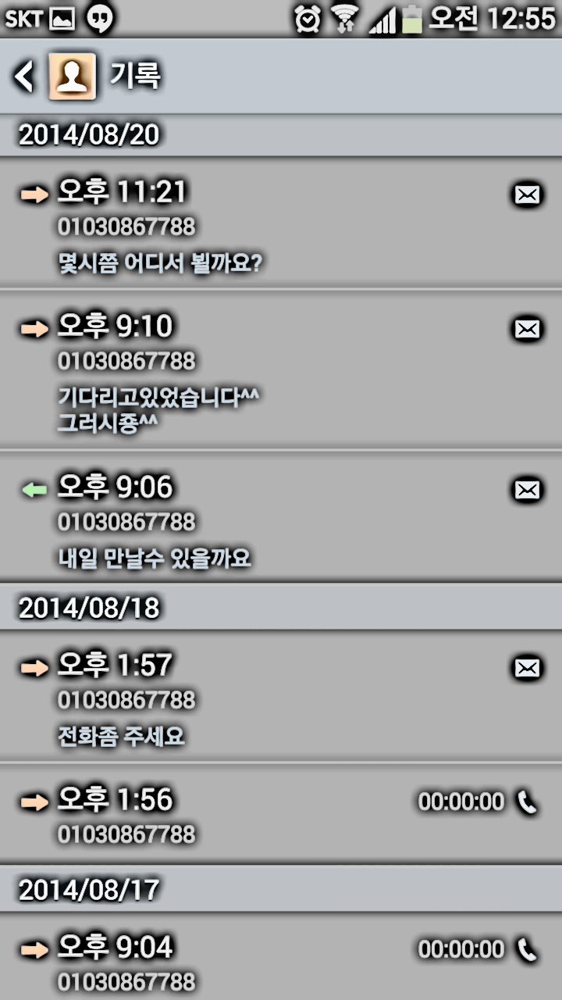 SKT 오전 12:55
기록
2014/08/20
오후 11:21
01030867788
몇시쯤 어디서 뵐까요?
오후 9:10
01030867788
기다리고있었습니다^^
그러시죵^^
오후 9:06
01030867788
내일 만날수 있을까요
2014/08/18
오후 1:57
01030867788
전화좀 주세요
오후 1:56 00:00:00
01030867788
2014/08/17
오후 9:04 00:00:00
01030867788